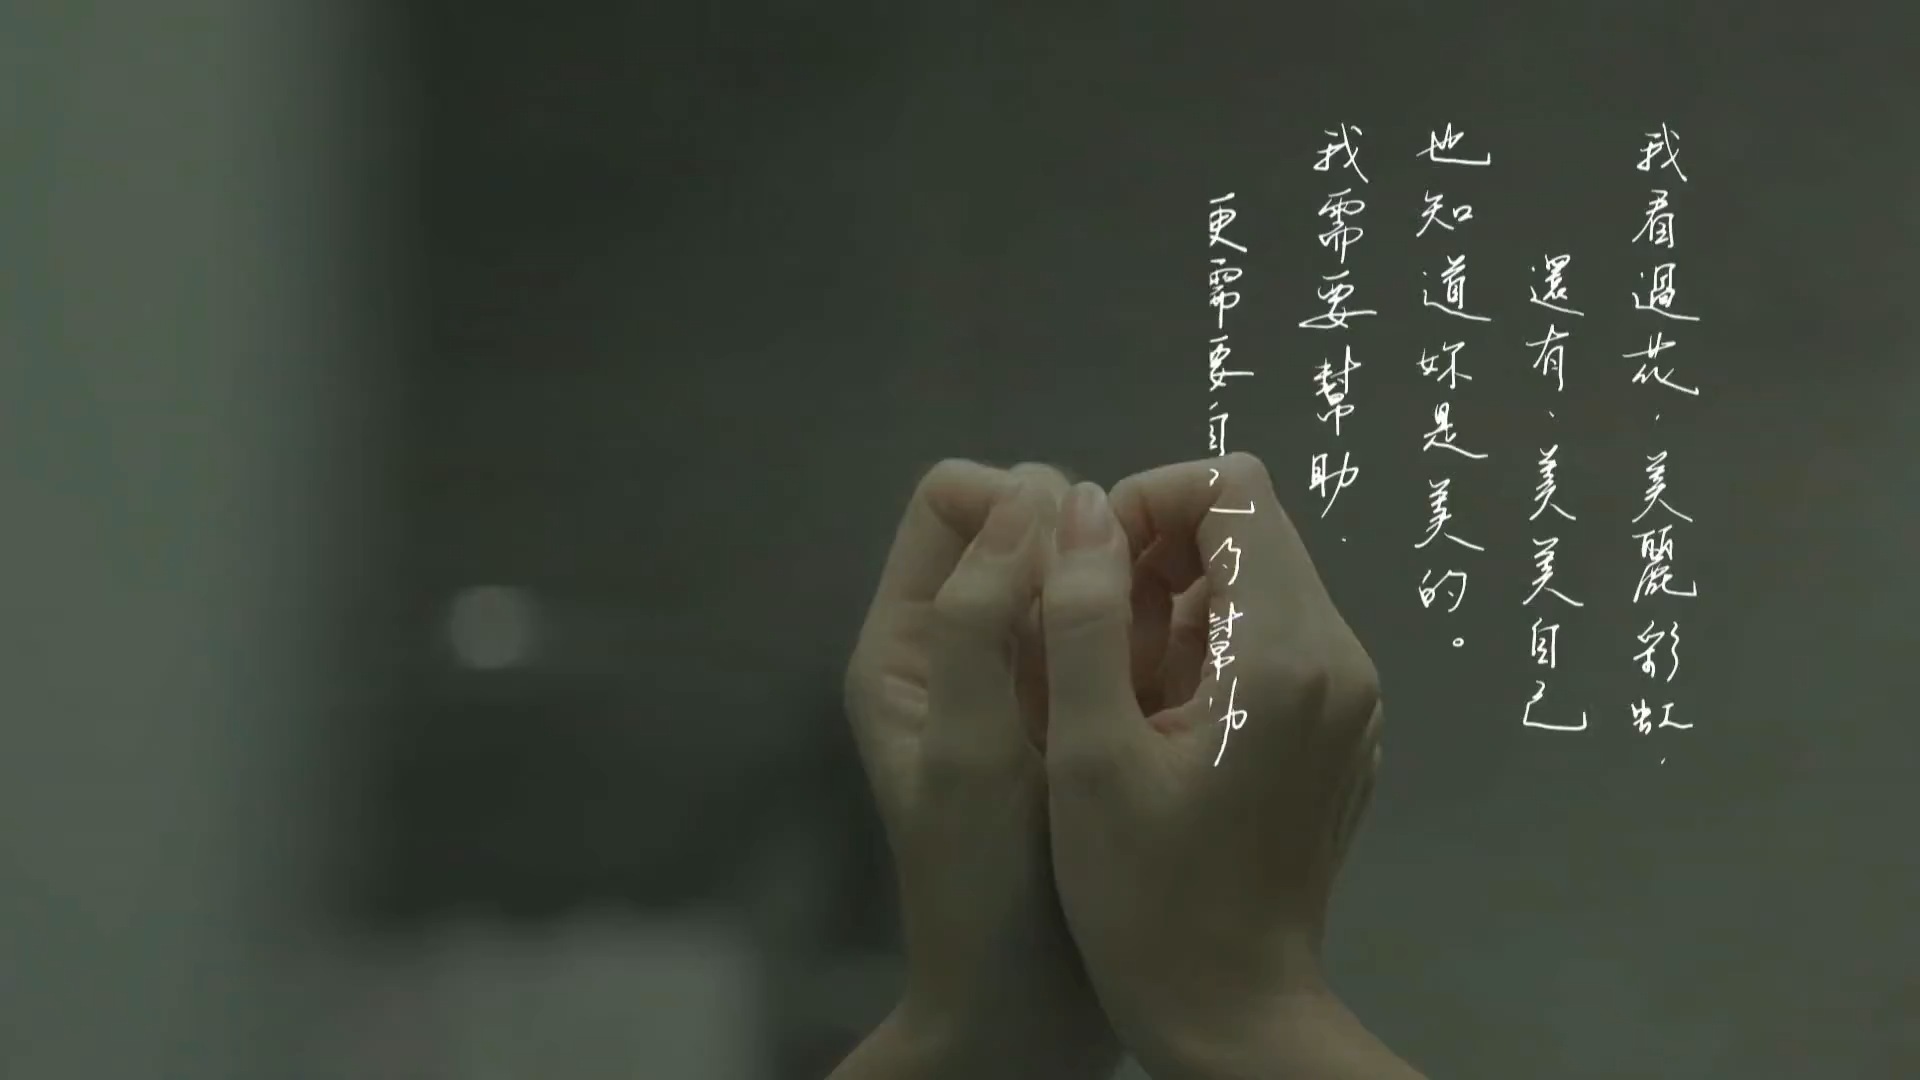 我看過花，美麗彩虹，
還有，美美自己
也知道妳是美的。
我需要幫助，
更需要自己的幫助